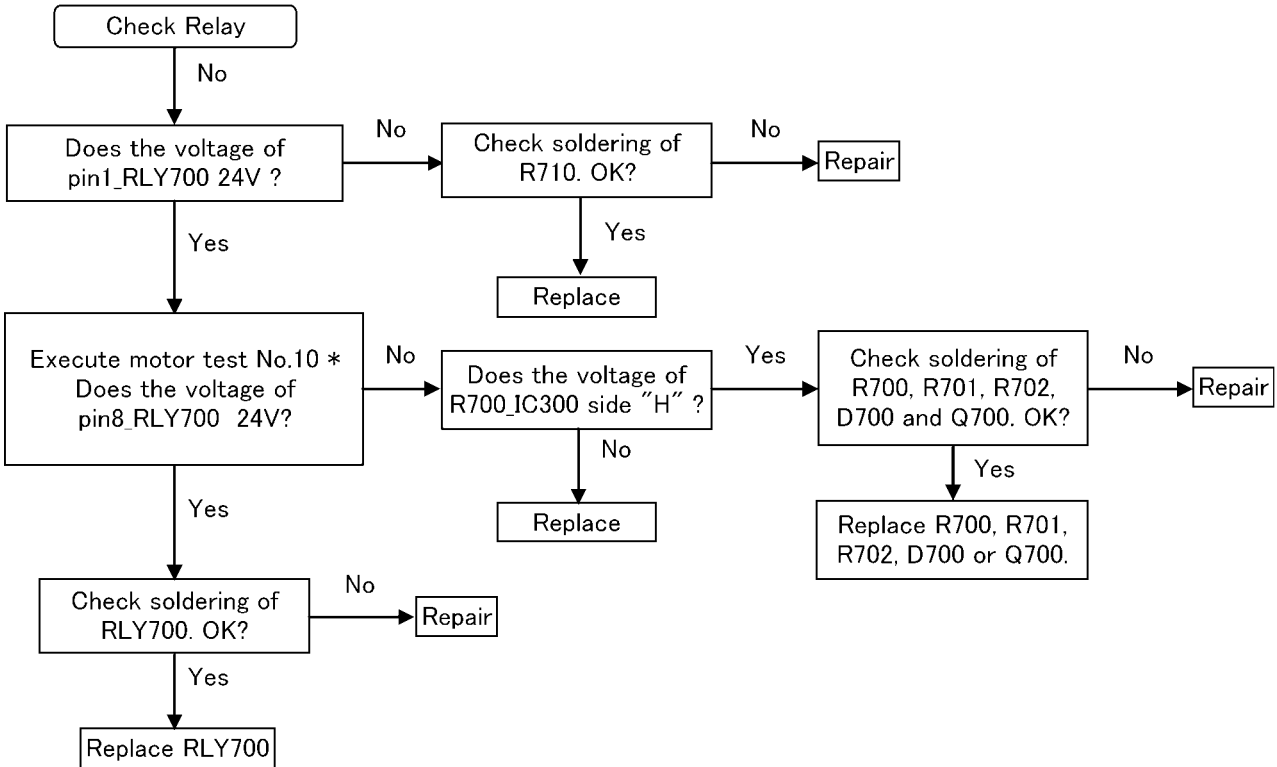 Check Relay
No
Does the voltage of
pin1_RLY700 24V ?
No
Check soldering of
R710. OK?
No
Repair
Yes
Yes
Replace
Execute motor test No.10 *
Does the voltage of
pin8_RLY700 24V?
No
Does the voltage of
R700_IC300 side "H" ?
Yes
Check soldering of
R700, R701, R702,
D700 and Q700. OK?
No
Repair
No
Yes
Yes
Replace
Replace R700, R701,
R702, D700 or Q700.
Check soldering of
RLY700. OK?
No
Repair
Yes
Replace RLY700